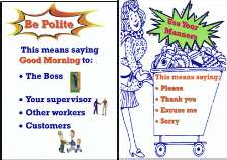 Be Polite
This means saying
Good Morning to:
• The Boss
• Your supervisor
• Other workers
• Customers
Use Your
Manners
This means saying:
• Please
• Thank you
• Excuse me
• Sorry